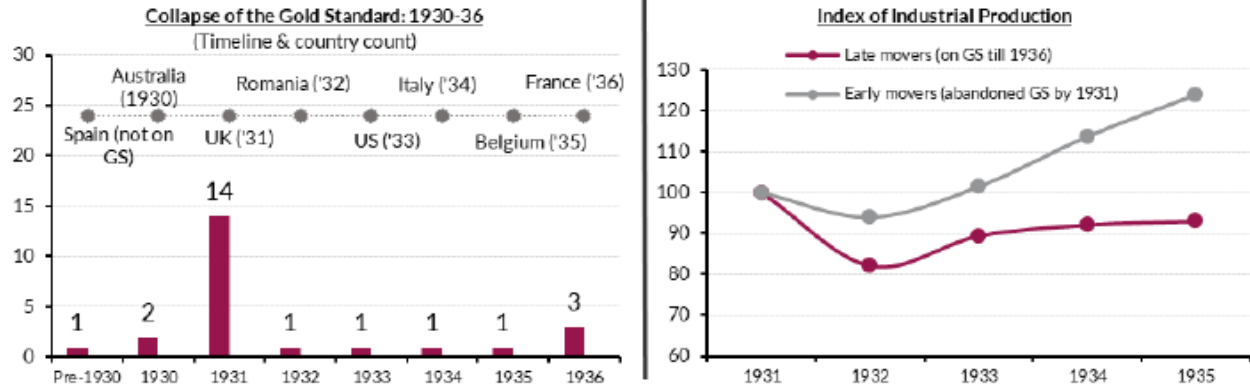 Collapse of the Gold Standard: 1930-36
(Timeline & country count)
30
25
20
15
10
5
0
Australia
(1930)
Romania ('32)
Italy ('34)
France ('36)
Spain (not on
GS)
UK ('31)
US ('33)
Belgium ('35)
1
2
14
1
1
1
1
3
Pre-1930
1930
1931
1932
1933
1934
1935
1936
Index of Industrial Production
Late movers (on GS till 1936)
Early movers (abandoned GS by 1931)
130
120
110
100
90
80
70
60
1931
1932
1933
1934
1935